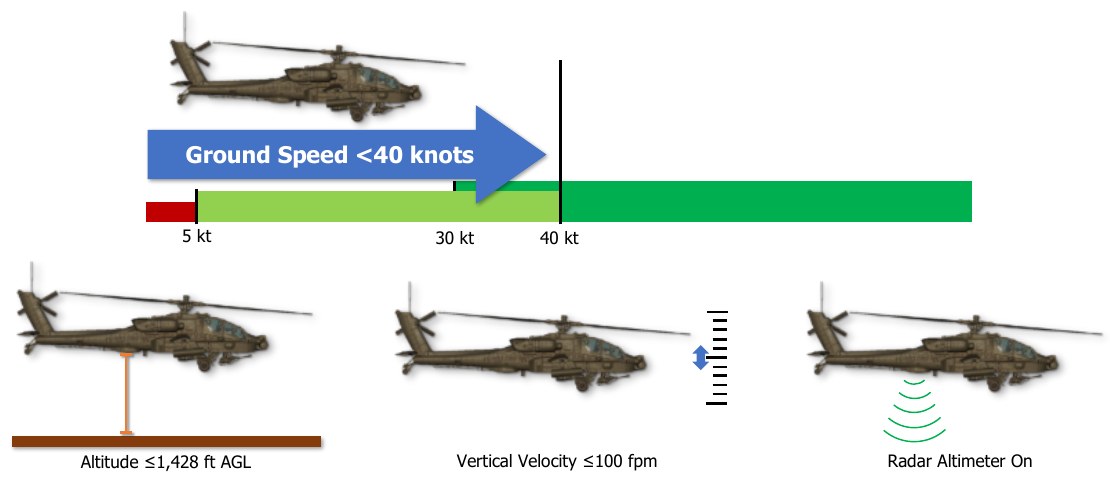 Ground Speed <40 knots
5 kt
30 kt
40 kt
Altitude ≤1,428 ft AGL
Vertical Velocity ≤100 fpm
Radar Altimeter On